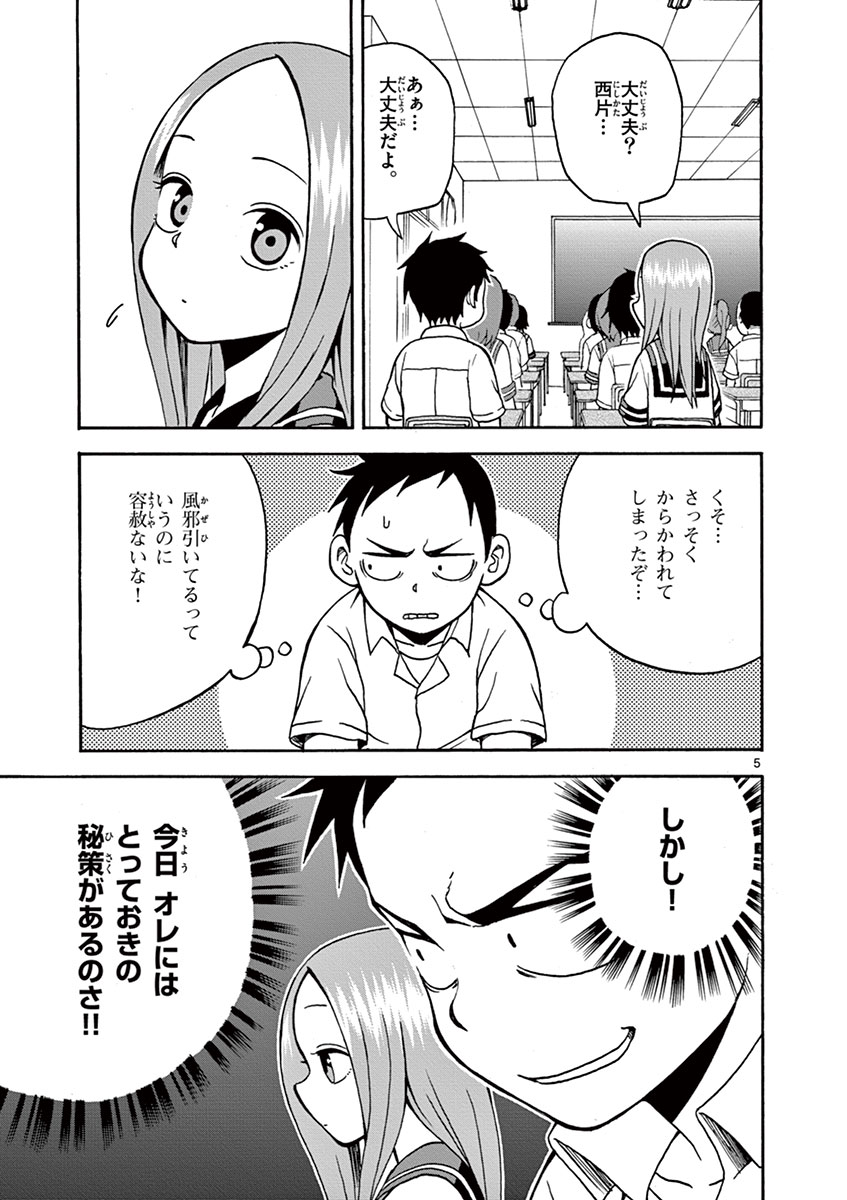 大丈夫?
西片…
あぁ…
大丈夫だよ。
くそ…
さっそく
からかわれて
しまったぞ…
風邪引いてるって
いうのに
容赦ないな!
5
しかし!
今日 オレには
とっておきの
秘策があるのさ!!